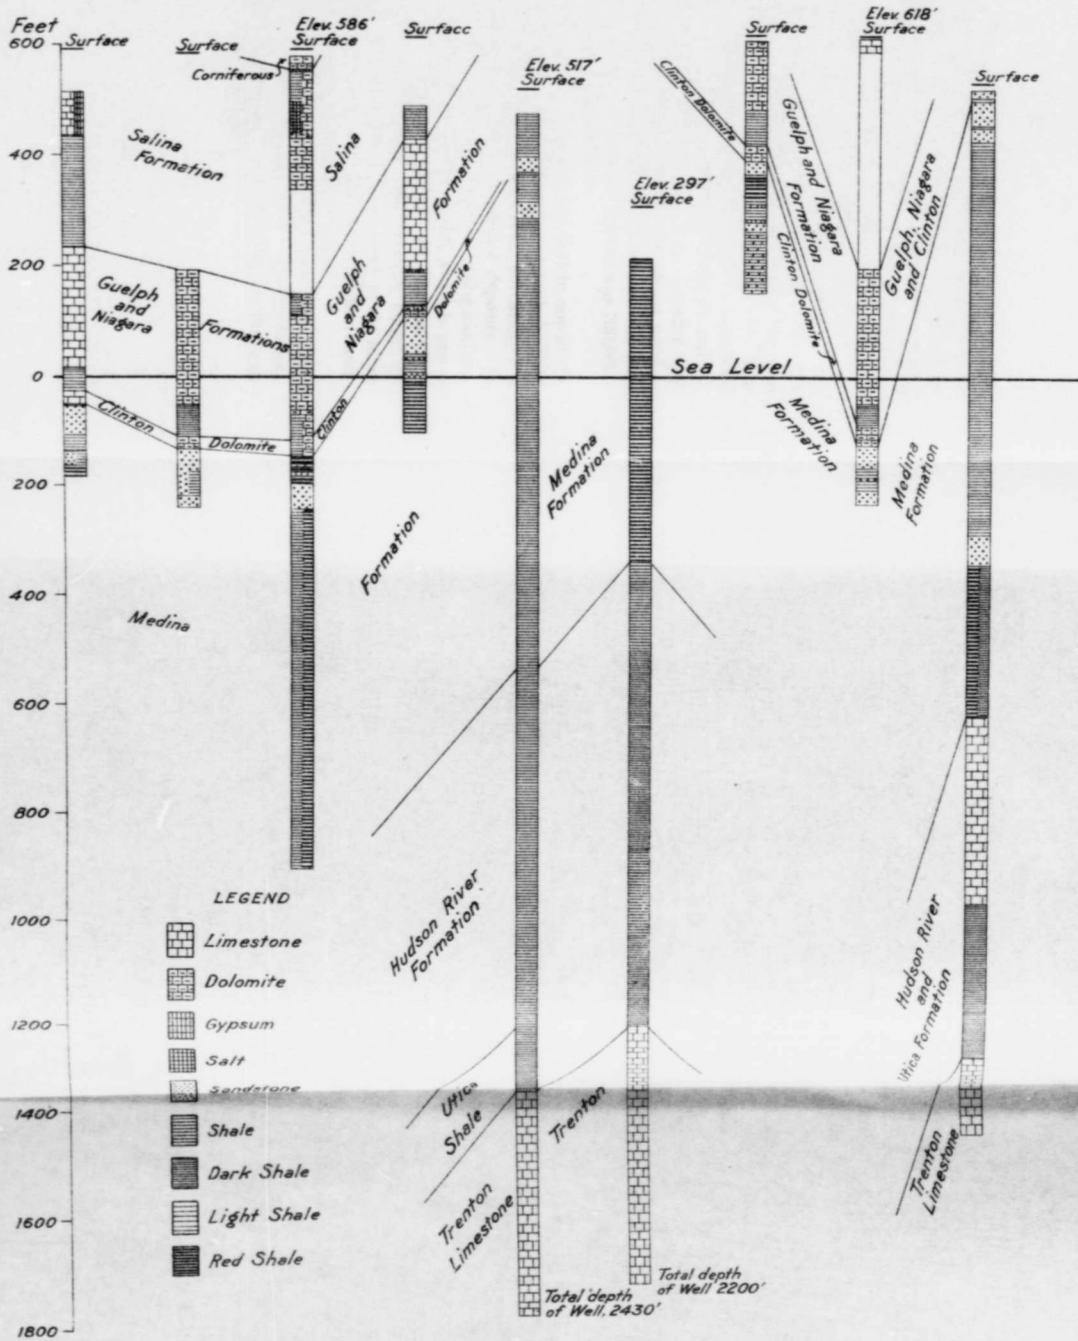 Feet
600
400
200
0
200
400
600
800
1000
1200
1400
1600
1800
Surface
Surface
Elev. 586'
Surface
Surface
Elev. 517'
Surface
Elev. 297'
Surface
Surface
Elev. 618'
Surface
Surface
Corniferous
Salina
Formation
Salina
Formation
Clinton Dolomite
Guelph and Niagara
Formation
Clinton Dolomite
Guelph, Niagara
and Clinton
Guelph
and
Niagara
Formations
Guelph
and
Niagara
Dolomite
Clinton
Sea Level
Clinton
Dolomite
Medina
Formation
Medina
Formation
Medina
Formation
Medina
Formation
Hudson River
Formation
Hudson River
and
Utica Formation
Utica
Shale
Trenton
Trenton
Limestone
Trenton
Limestone
LEGEND
Limestone
Dolomite
Gypsum
Salt
Sandstone
Shale
Dark Shale
Light Shale
Red Shale
Total depth
of Well, 2430'
Total depth
of Well 2200'